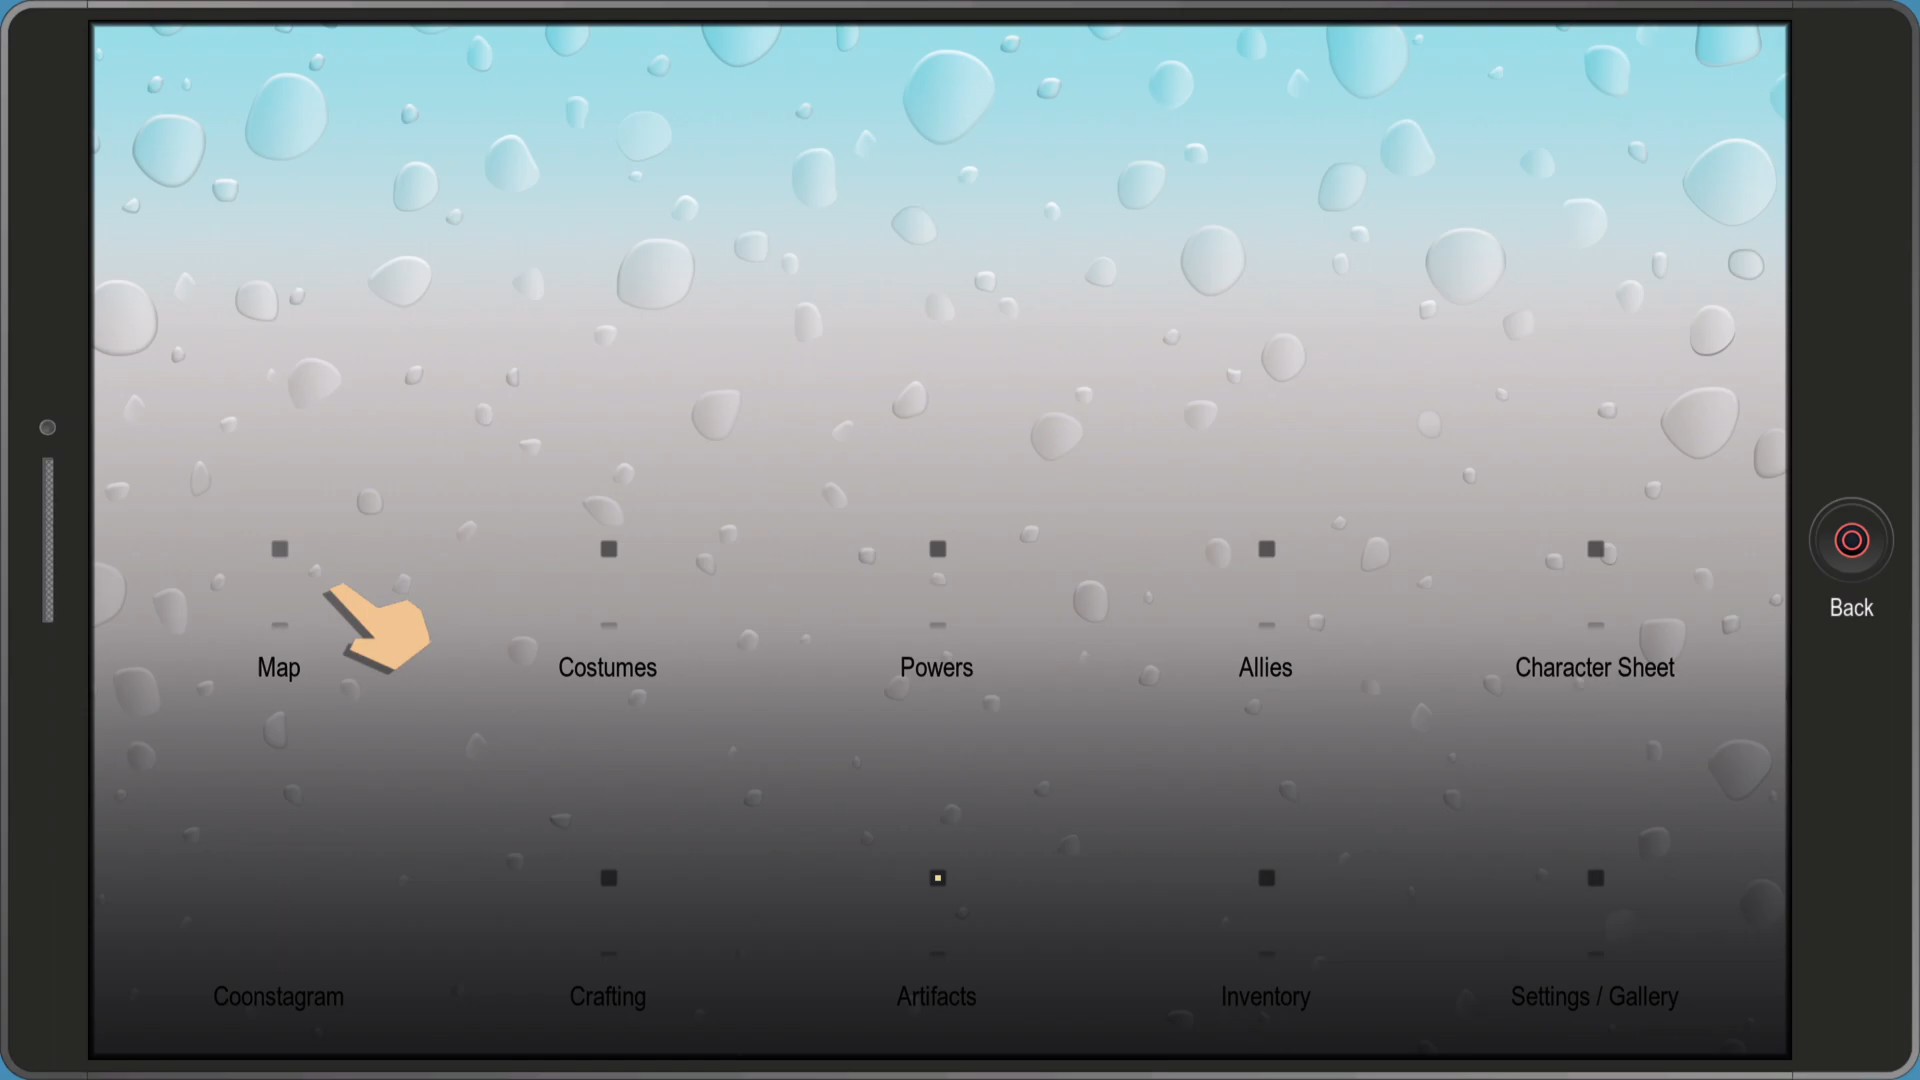 Back
Map
Costumes
Powers
Allies
Character Sheet
Coonstagram
Crafting
Artifacts
Inventory
Settings / Gallery